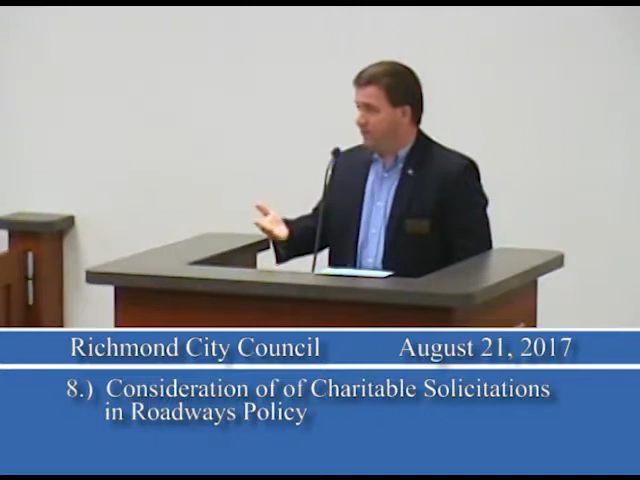 Richmond City Council August 21, 2017
8.) Consideration of of Charitable Solicitations
in Roadways Policy